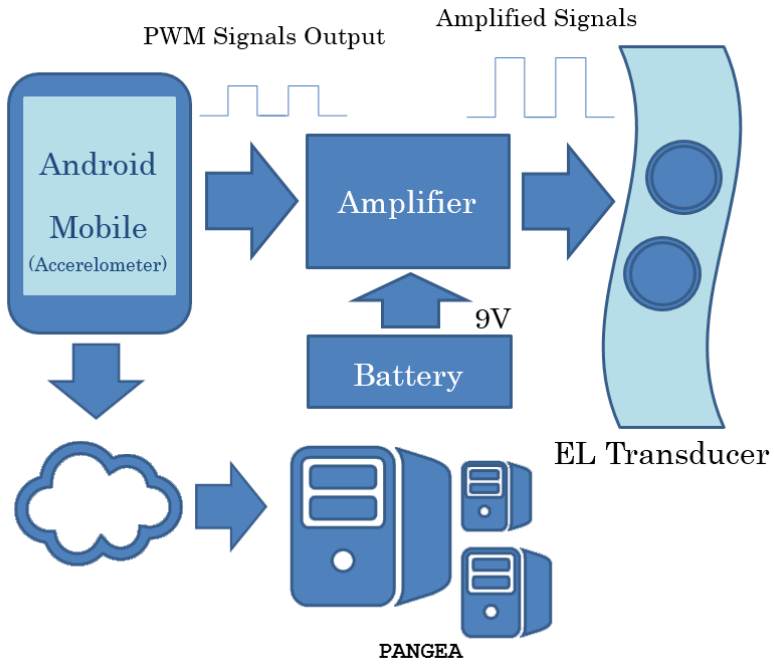 Amplified Signals
PWM Signals Output
Android
Mobile
(Accerelometer)
Amplifier
9V
Battery
EL Transducer
PANGEA